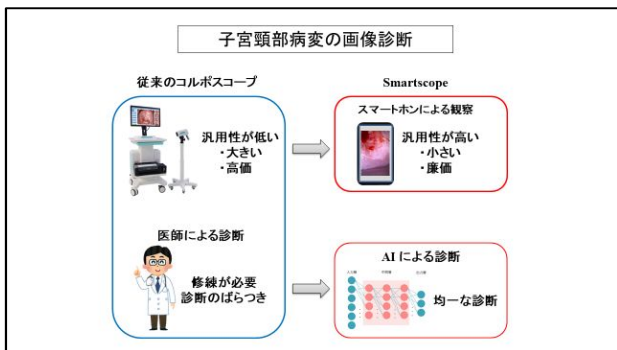 子宮頸部病変の画像診断
従来のコルポスコープ
Smartscope
汎用性が低い
・大きい
・高価
スマートホンによる観察
汎用性が高い
・小さい
・廉価
医師による診断
修練が必要
診断のばらつき
AIによる診断
均一な診断